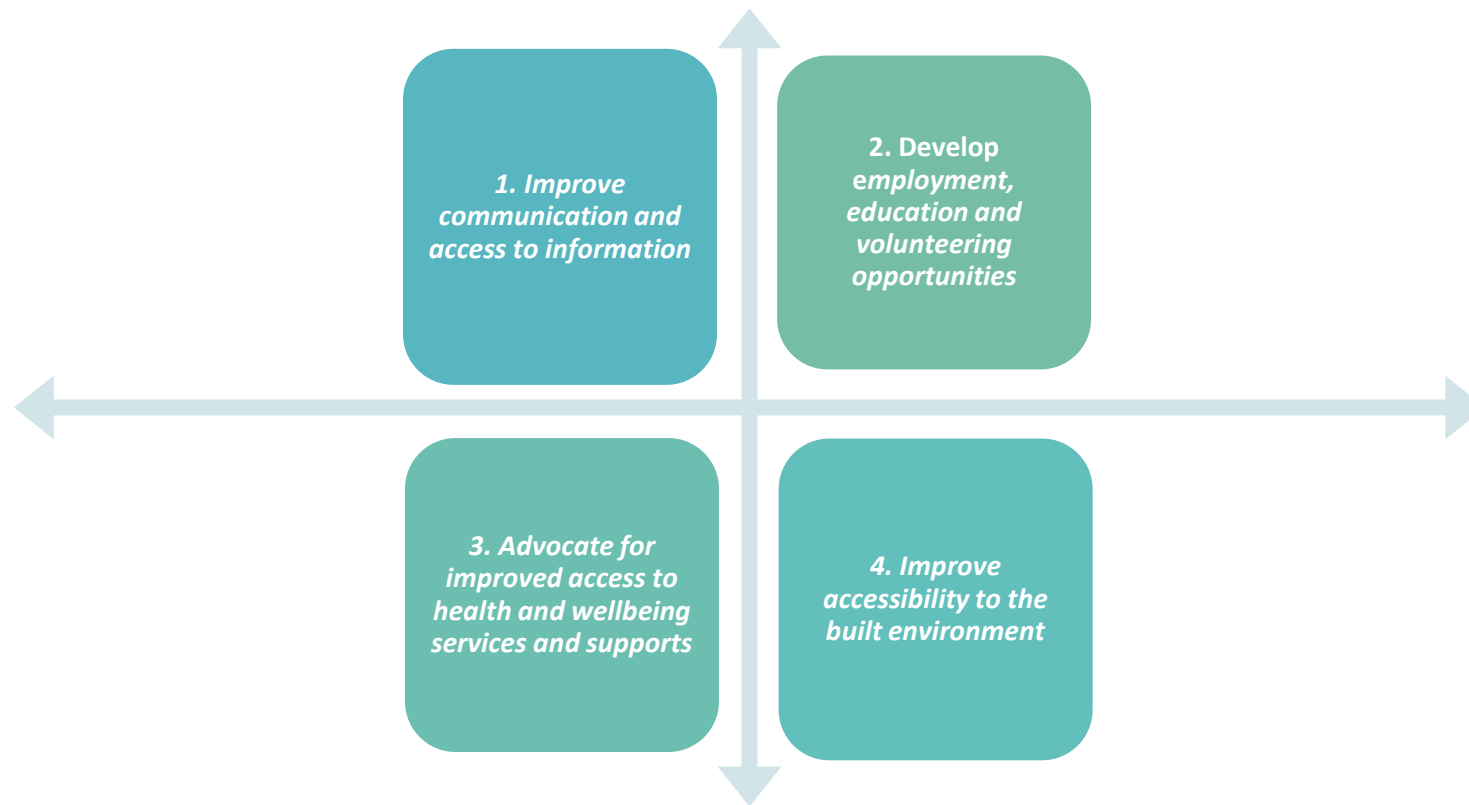 1. Improve
communication and
access to information
2. Develop
employment,
education and
volunteering
opportunities
3. Advocate for
improved access to
health and wellbeing
services and supports
4. Improve
accessibility to the
built environment